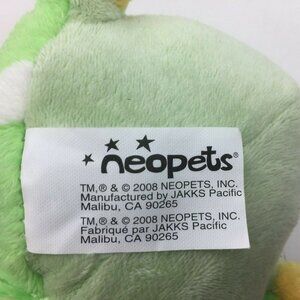 neopets®
TM,® & © 2008 NEOPETS, INC.
Manufactured by JAKKS Pacific
Malibu, CA 90265
TM,® & © 2008 NEOPETS, INC.
Fabriqué par JAKKS Pacific
Malibu, CA 90265